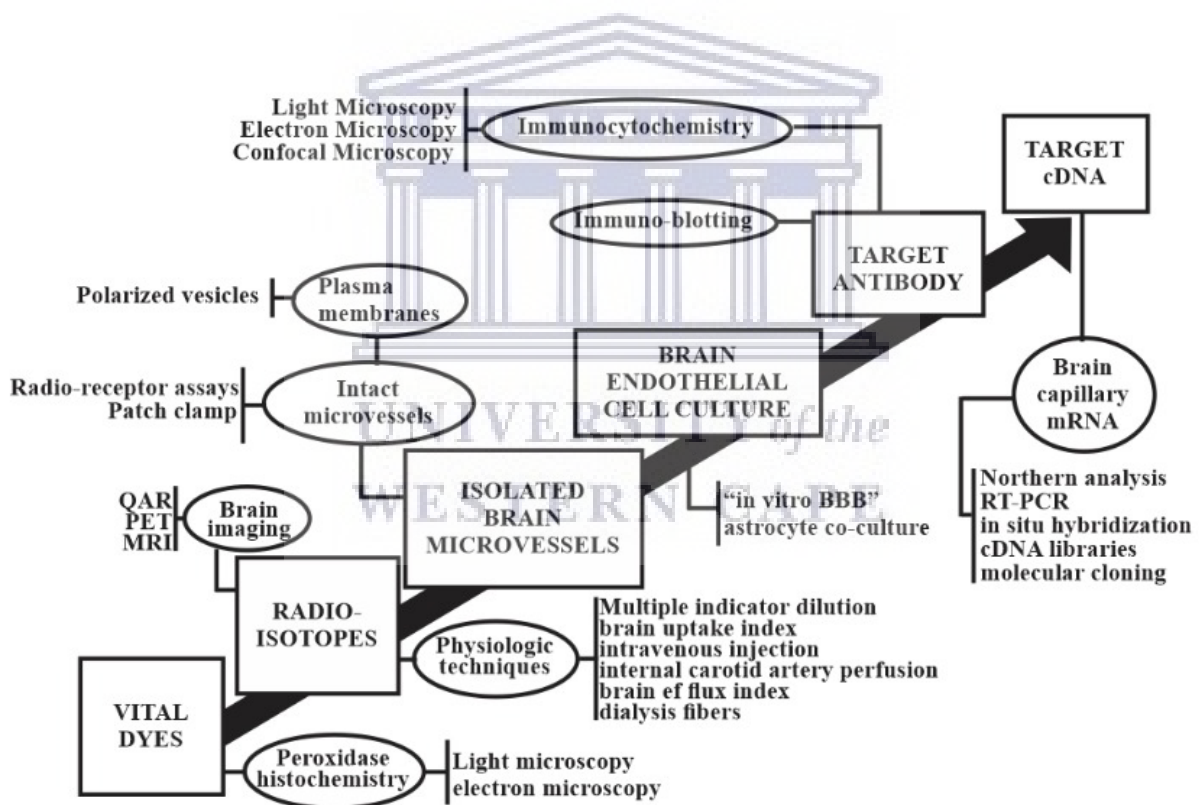 Light Microscopy
Electron Microscopy
Confocal Microscopy
Immunocytochemistry
TARGET
cDNA
Immuno-blotting
TARGET
ANTIBODY
Polarized vesicles
Plasma
membranes
BRAIN
ENDOTHELIAL
CELL CULTURE
Brain
capillary
mRNA
Radio-receptor assays
Patch clamp
Intact
microvessels
UNIVERSITY of the
WESTERN CAPE
Northern analysis
RT-PCR
in situ hybridization
cDNA libraries
molecular cloning
QAR
PET
MRI
Brain
imaging
ISOLATED
BRAIN
MICROVESSELS
"in vitro BBB"
astrocyte co-culture
RADIO-
ISOTOPES
Physiologic
techniques
Multiple indicator dilution
brain uptake index
intravenous injection
internal carotid artery perfusion
brain ef flux index
dialysis fibers
VITAL
DYES
Peroxidase
histochemistry
Light microscopy
electron microscopy